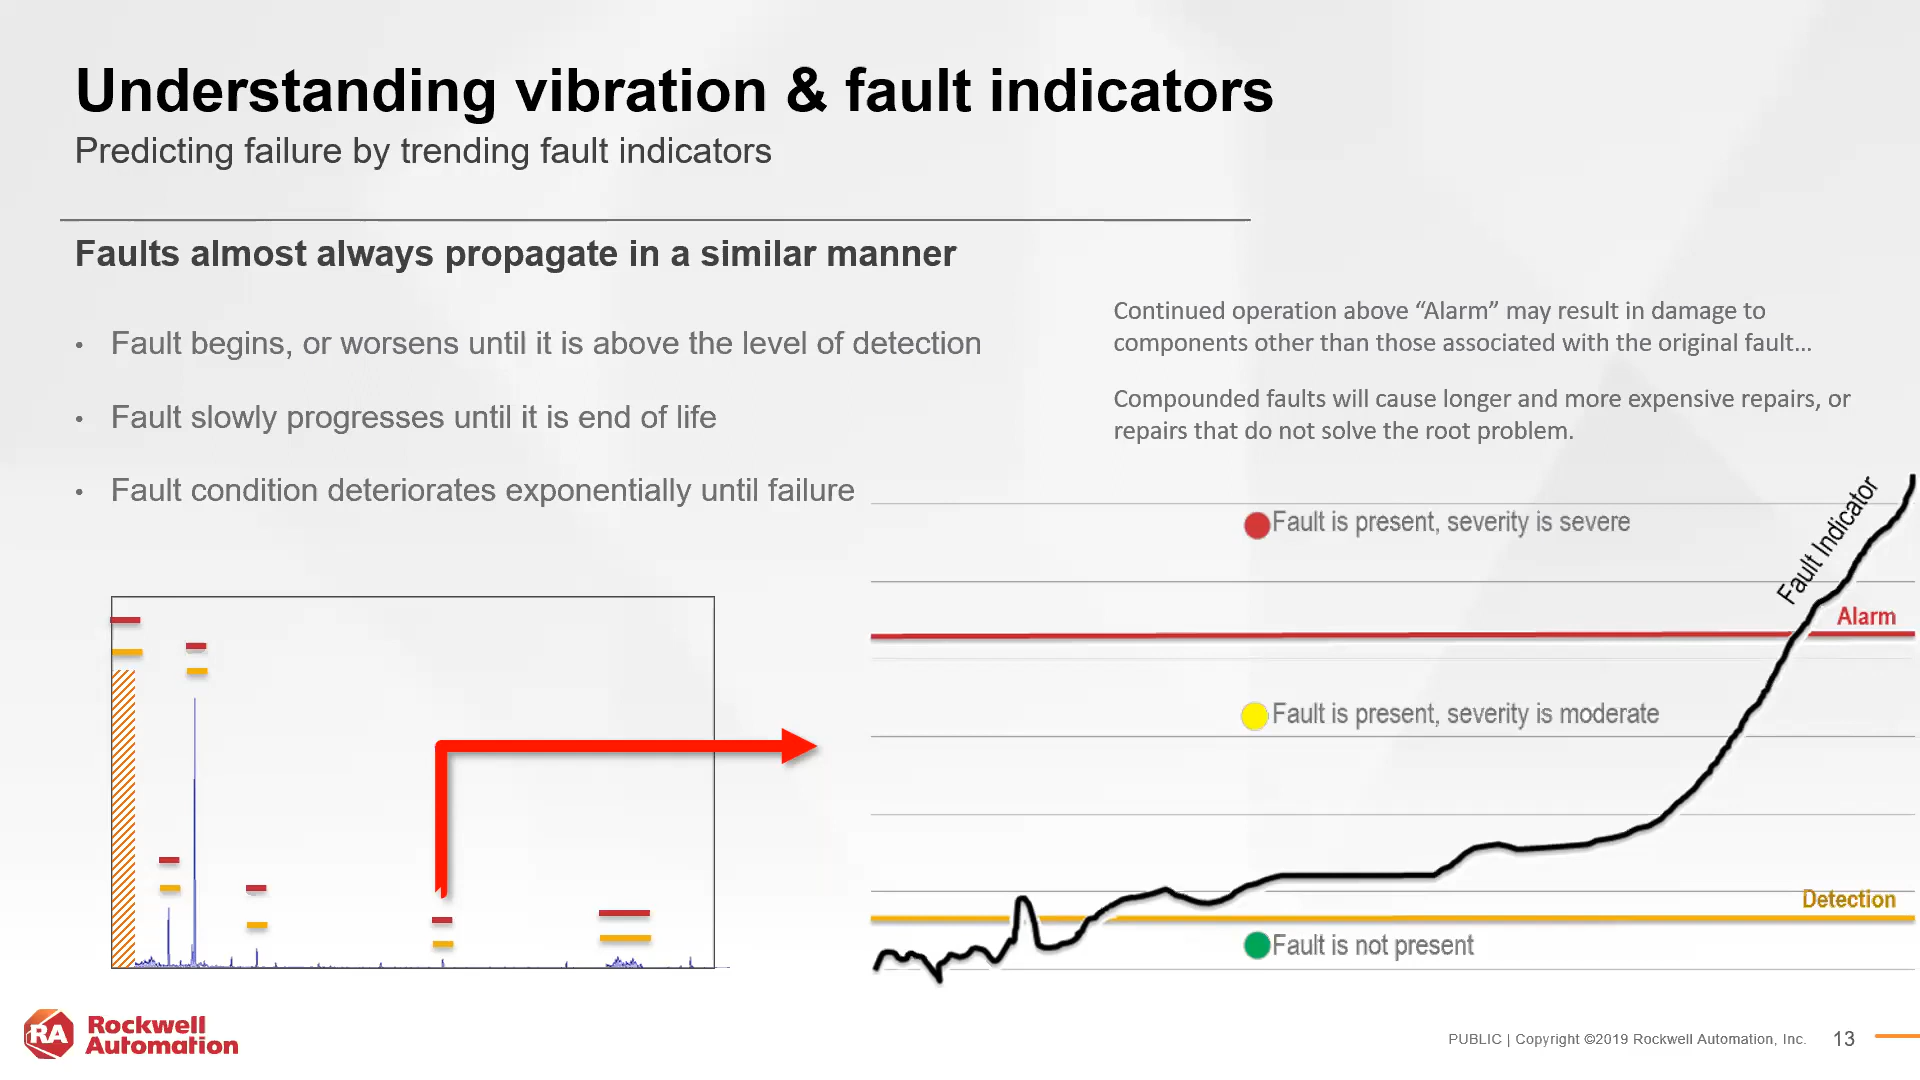 Understanding vibration & fault indicators
Predicting failure by trending fault indicators
Faults almost always propagate in a similar manner
• Fault begins, or worsens until it is above the level of detection
• Fault slowly progresses until it is end of life
• Fault condition deteriorates exponentially until failure
Continued operation above “Alarm” may result in damage to
components other than those associated with the original fault...
Compounded faults will cause longer and more expensive repairs, or
repairs that do not solve the root problem.
Fault is present, severity is severe
Fault Indicator
Alarm
Fault is present, severity is moderate
Detection
Fault is not present
RA Rockwell
Automation
PUBLIC | Copyright ©2019 Rockwell Automation, Inc. 13